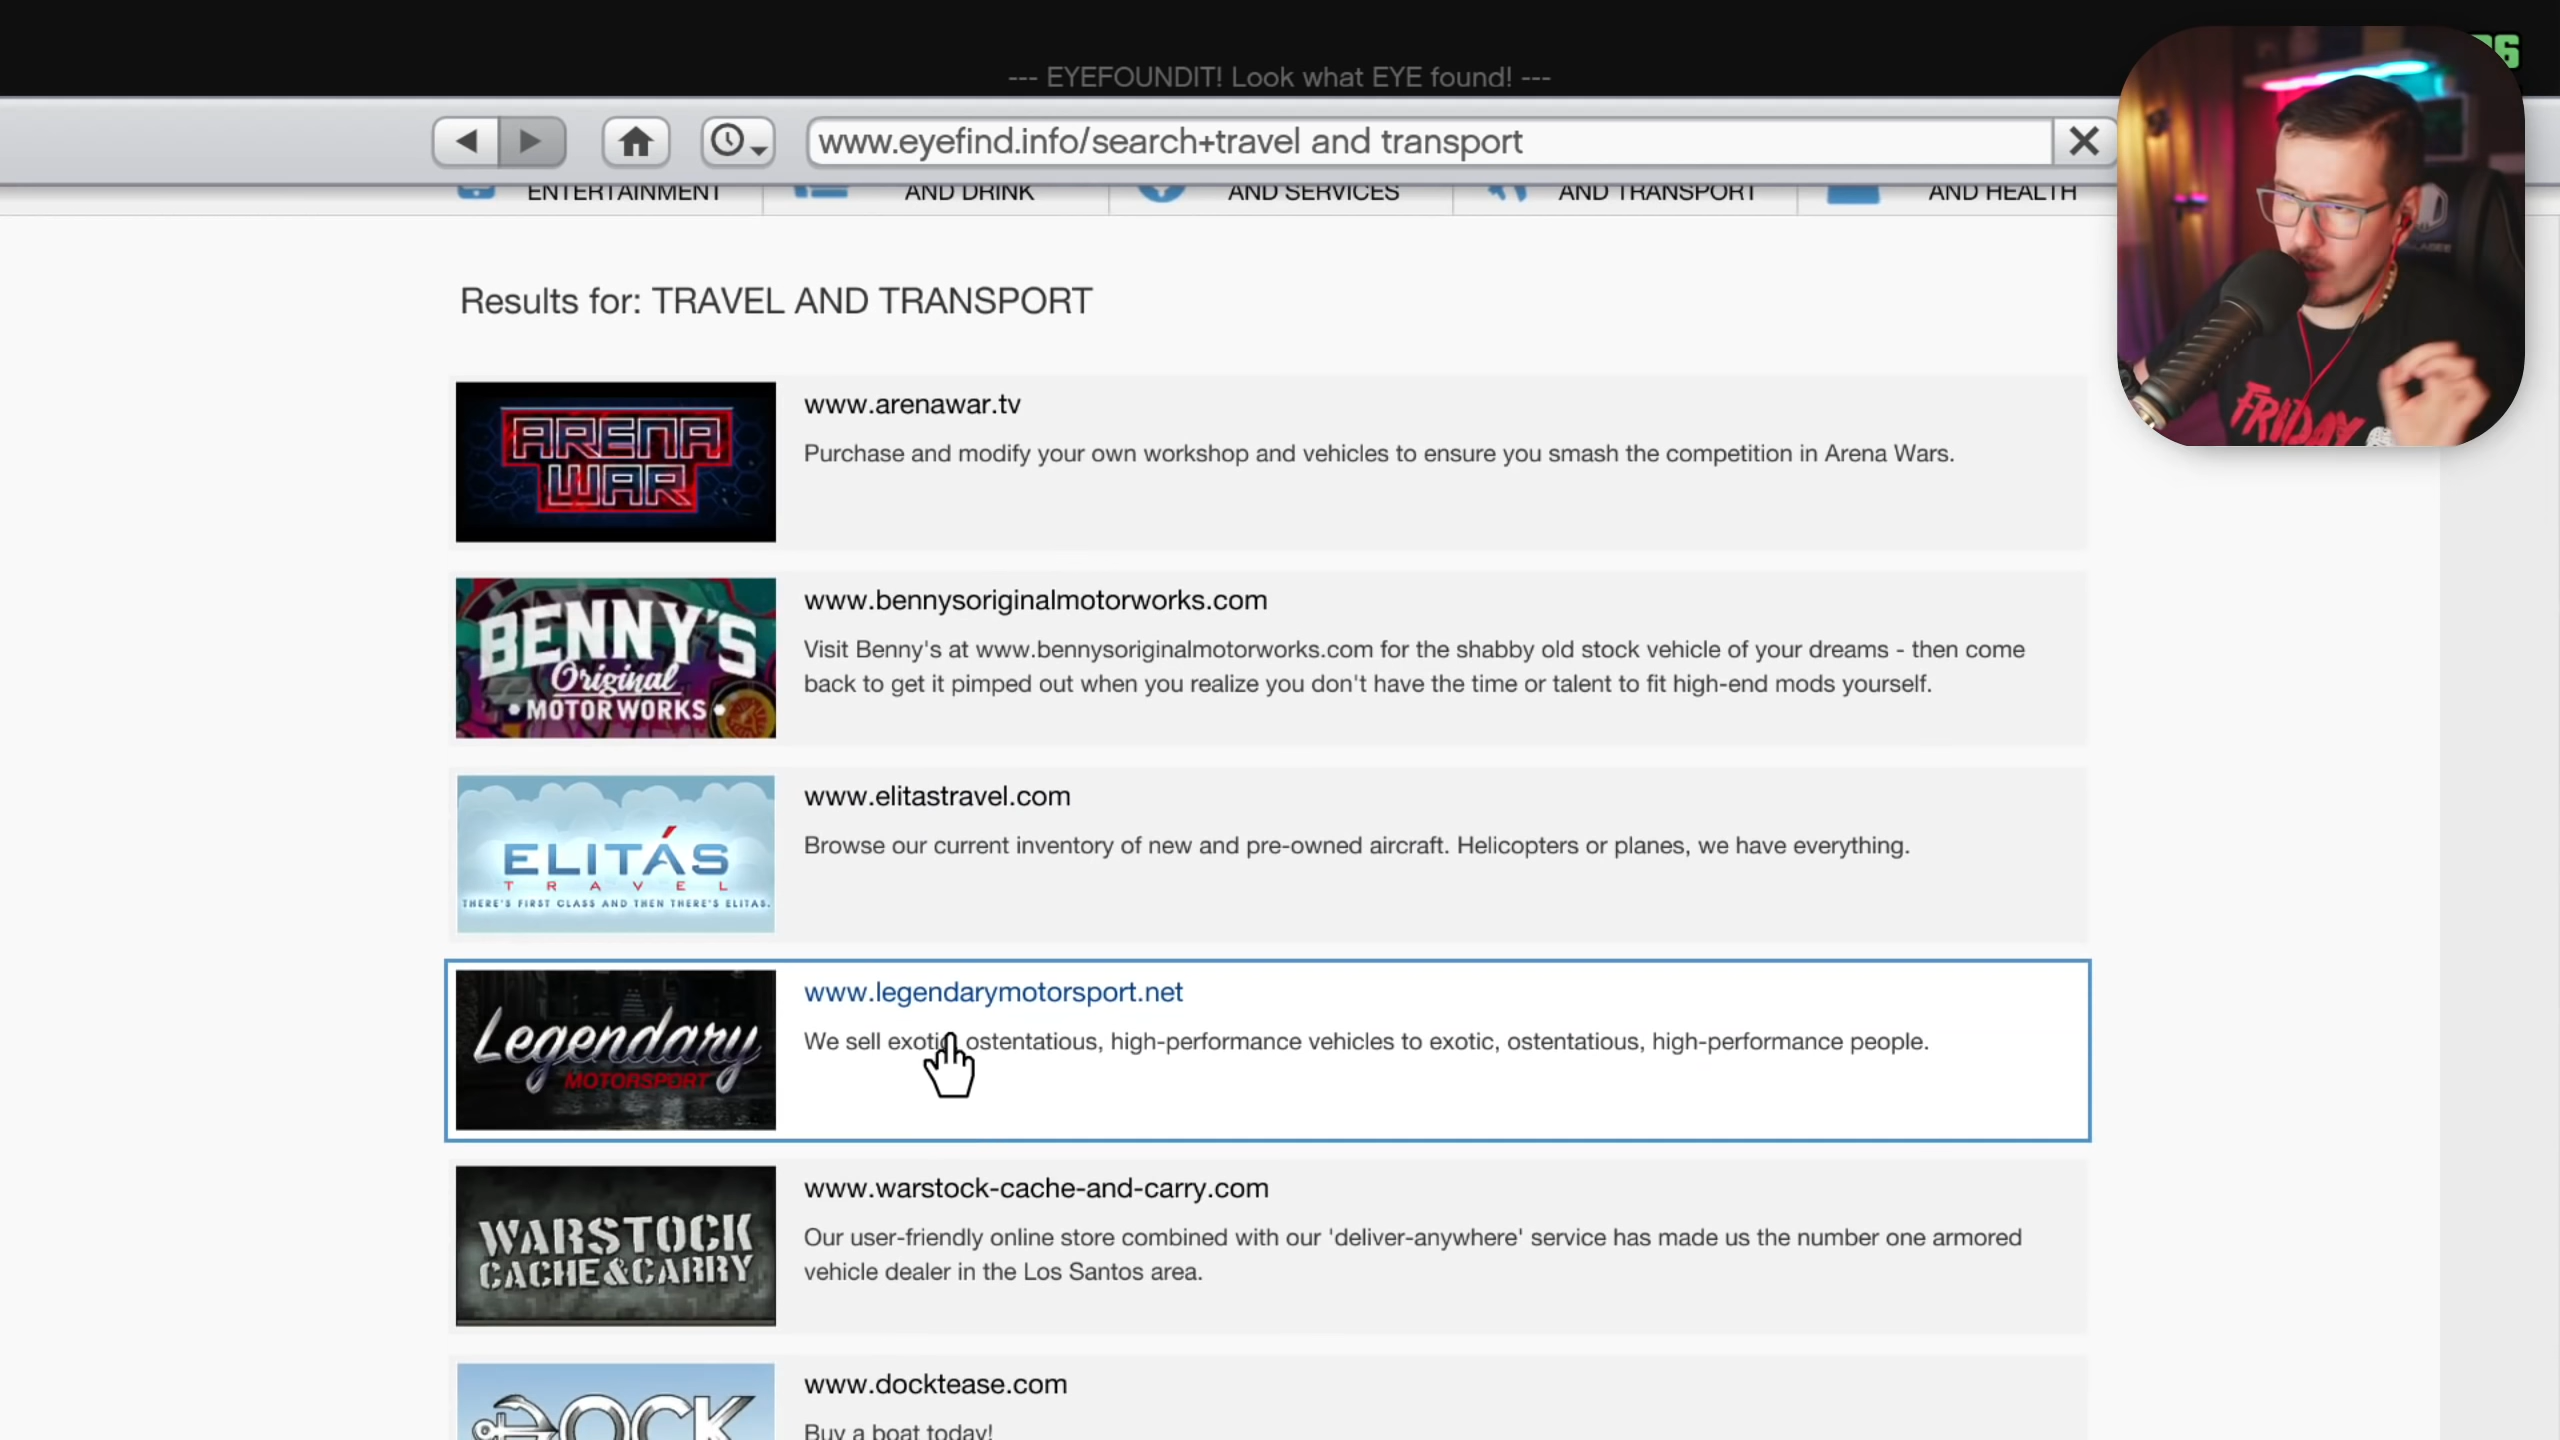 --- EYEFOUNDIT! Look what EYE found! ---
www.eyefind.info/search+travel and transport
ENTERTAINMENT
AND DRINK
AND SERVICES
AND TRANSPORT
AND HEALTH
Results for: TRAVEL AND TRANSPORT
ARENA
WAR
www.arenawar.tv
Purchase and modify your own workshop and vehicles to ensure you smash the competition in Arena Wars.
BENNY'S
Original
MOTOR WORKS
www.bennysoriginalmotorworks.com
Visit Benny's at www.bennysoriginalmotorworks.com for the shabby old stock vehicle of your dreams - then come
back to get it pimped out when you realize you don't have the time or talent to fit high-end mods yourself.
ELITÁS
TRAVEL
THERE'S FIRST CLASS AND THEN THERE'S ELITAS.
www.elitastravel.com
Browse our current inventory of new and pre-owned aircraft. Helicopters or planes, we have everything.
Legendary
MOTORSPORT
www.legendarymotorsport.net
We sell exotic, ostentatious, high-performance vehicles to exotic, ostentatious, high-performance people.
WARSTOCK
CACHE&CARRY
www.warstock-cache-and-carry.com
Our user-friendly online store combined with our 'deliver-anywhere' service has made us the number one armored
vehicle dealer in the Los Santos area.
DOCK
www.docktease.com
Buy a boat today!
FRIDAY